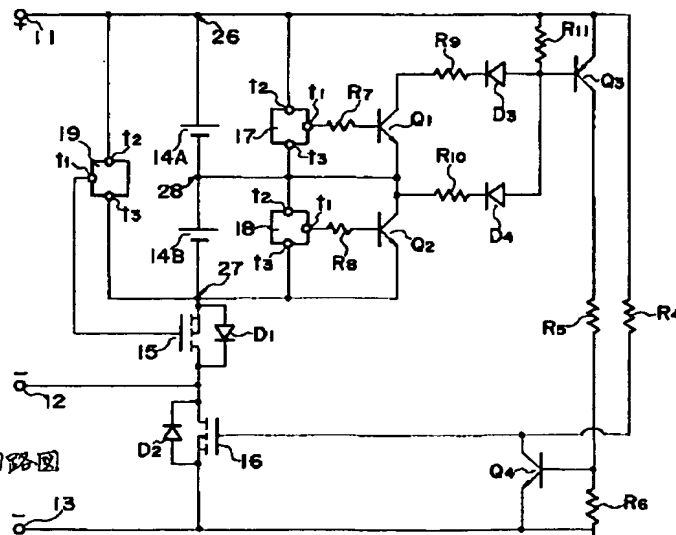 + 11
26
R11
R9
D3
Q3
t2
t1
R7
17
Q1
t3
19
t2
t1
t3
14A
28
t2
t1
18
R8
t3
R10
D4
Q2
14B
27
15
D1
R5
R4
− 12
D2
16
Q4
R6
路図
− 13